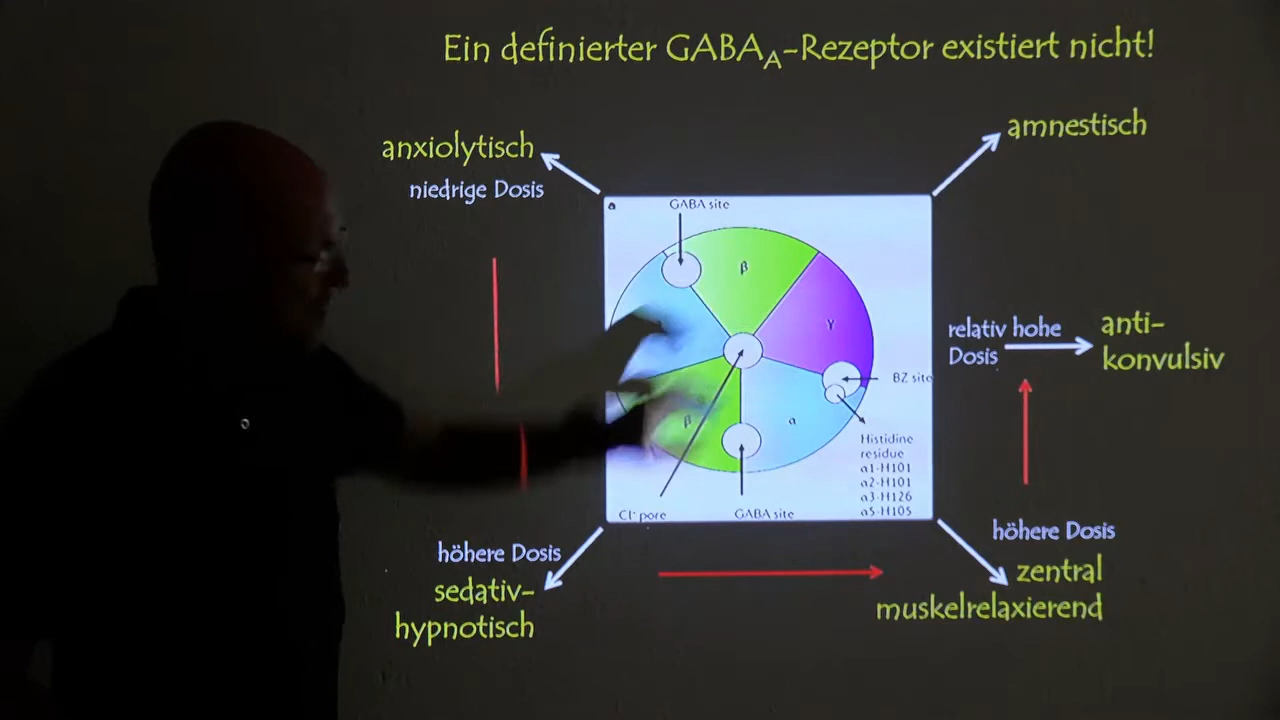 Ein definierter GABAA-Rezeptor existiert nicht!
anxiolytisch
niedrige Dosis
amnestisch
a
GABA site
β
γ
relativ hohe
Dosis
anti-
konvulsiv
BZ site
β
α
Histidine
residue
α1-H101
α2-H101
α3-H126
α5-H105
Cl- pore
GABA site
höhere Dosis
sedativ-
hypnotisch
höhere Dosis
zentral
muskelrelaxierend